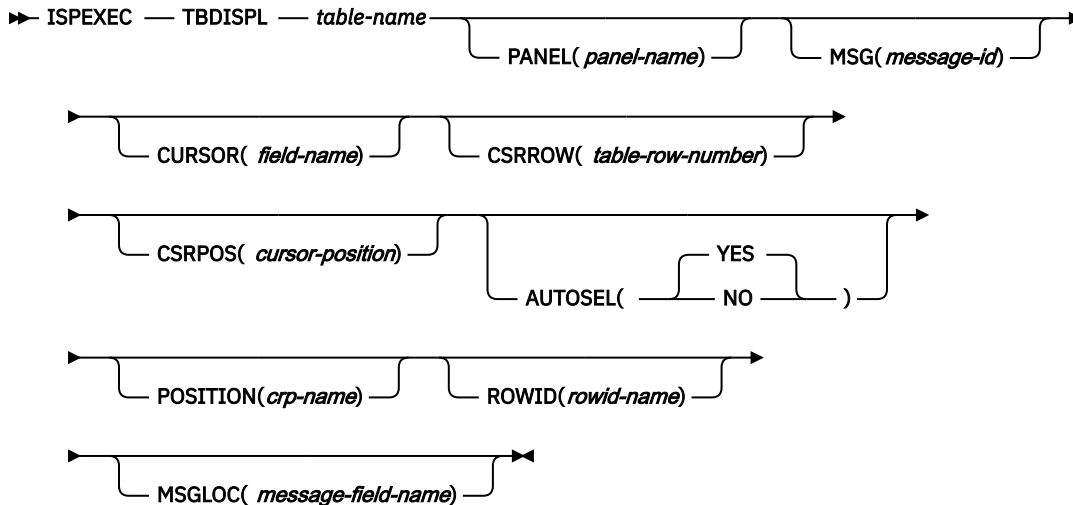 ISPEXEC TBDISPL table-name
PANEL( panel-name) MSG( message-id)
CURSOR( field-name) CSRROW( table-row-number)
CSRPOS( cursor-position) AUTOSEL( YES
NO )
POSITION(crp-name) ROWID(rowid-name)
MSGLOC( message-field-name)